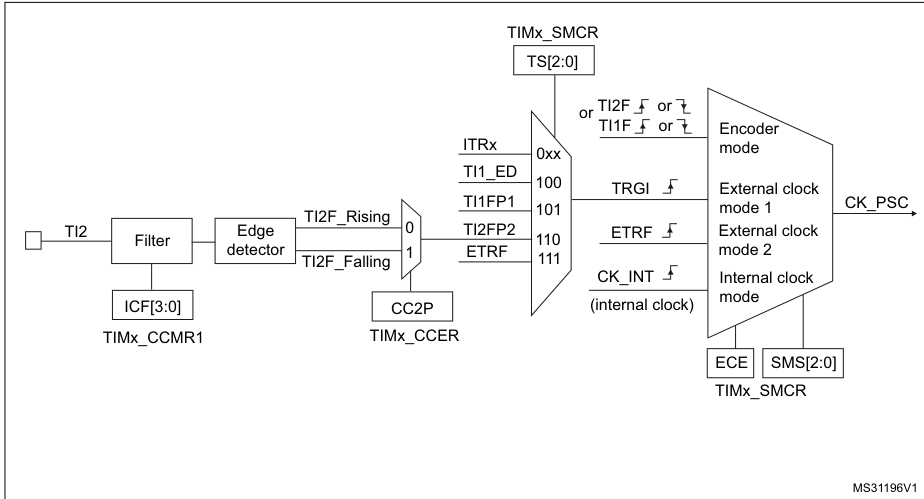 TIMx_SMCR
TS[2:0]
or TI2F or
TI1F or
Encoder
mode
ITRx
0xx
TI1_ED
100
TRGI
External clock
mode 1
CK_PSC
TI1FP1
101
TI2F_Rising
TI2
Filter
Edge
detector
0
1
TI2FP2
110
ETRF
External clock
mode 2
TI2F_Falling
ETRF
111
CK_INT
Internal clock
mode
(internal clock)
ICF[3:0]
TIMx_CCMR1
CC2P
TIMx_CCER
ECE
SMS[2:0]
TIMx_SMCR
MS31196V1